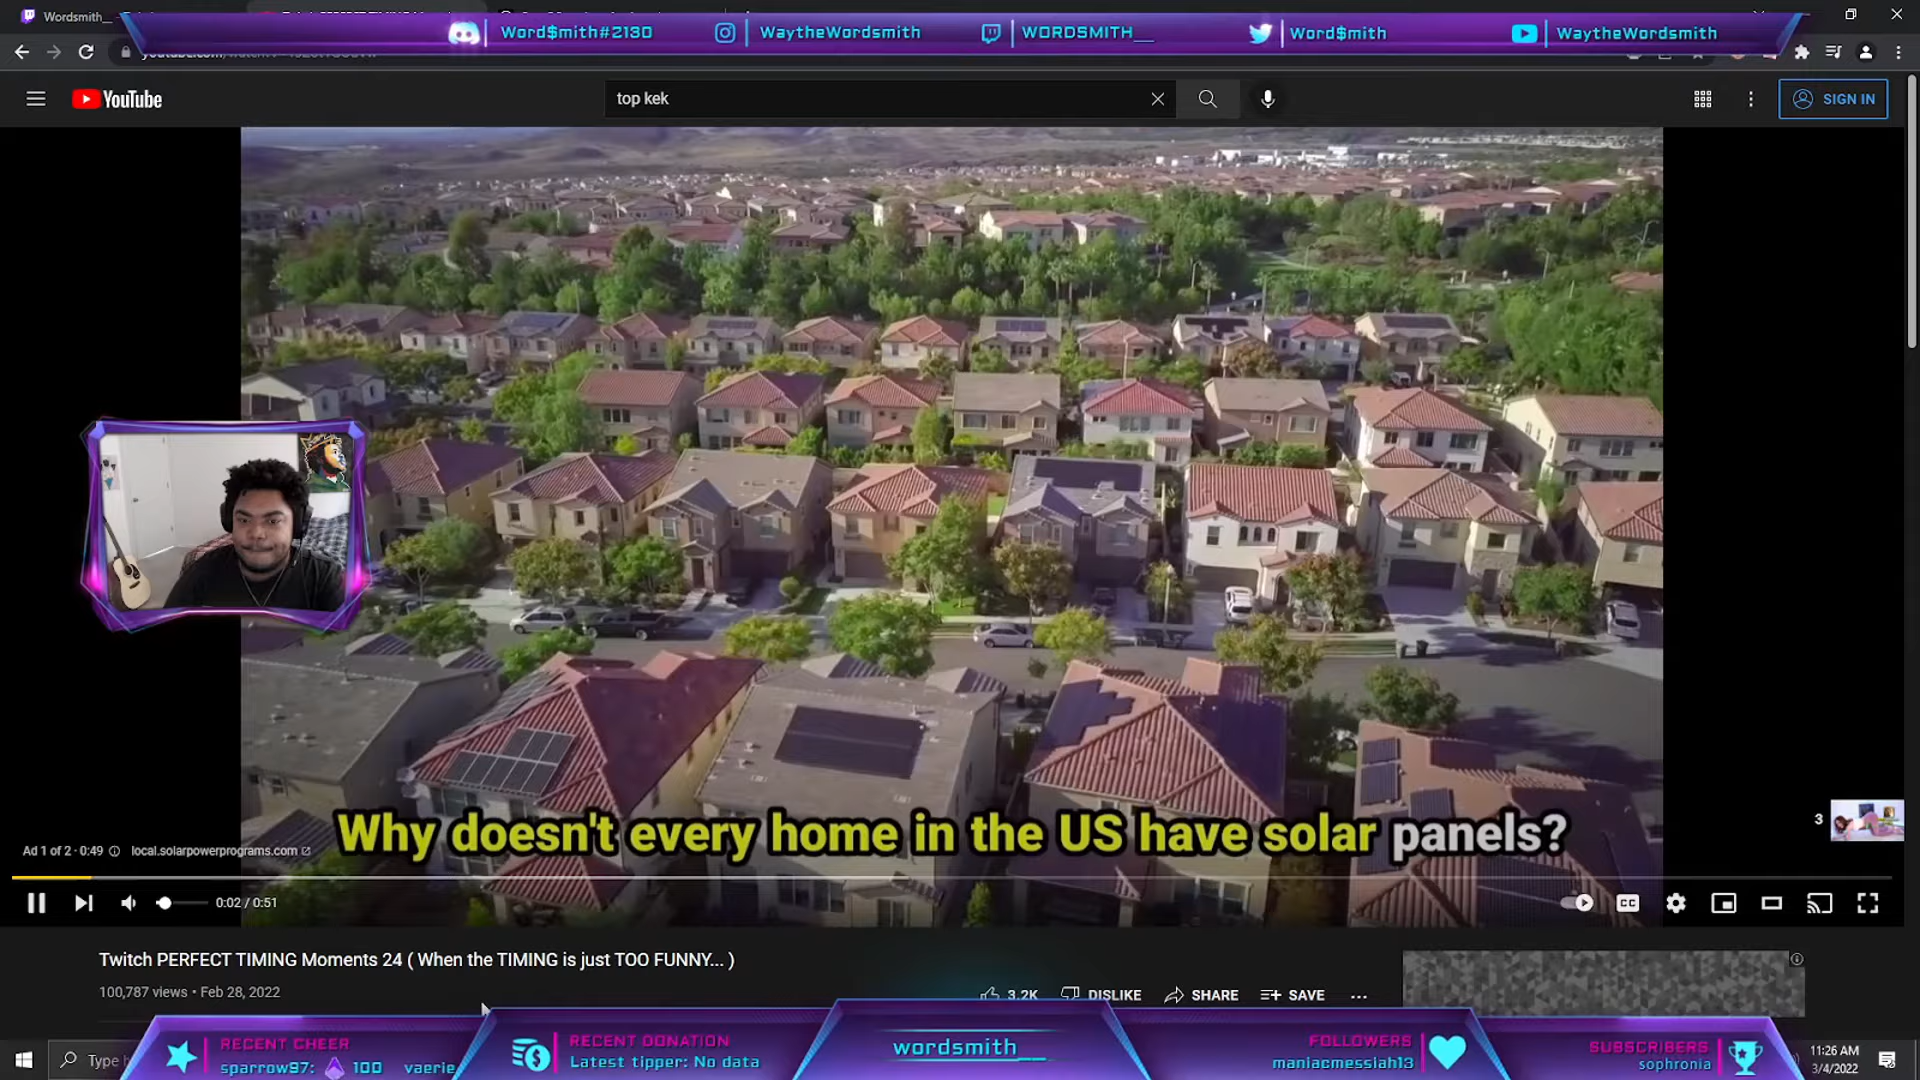 Wordsmith_
Word$mith#2130
WaytheWordsmith
WORDSMITH__
Word$mith
WaytheWordsmith
YouTube
top kek
SIGN IN
Why doesn't every home in the US have solar panels?
3
Ad 1 of 2 · 0:49
local.solarpowerprograms.com
0:02 / 0:51
CC
Twitch PERFECT TIMING Moments 24 ( When the TIMING is just TOO FUNNY... )
100,787 views • Feb 28, 2022
3.2K DISLIKE SHARE SAVE
Type
RECENT CHEER
sparrow97: 100 vaerie
RECENT DONATION
Latest tipper: No data
wordsmith__
FOLLOWERS
maniacmessiah13
SUBSCRIBERS
sophronia
11:26 AM
3/4/2022